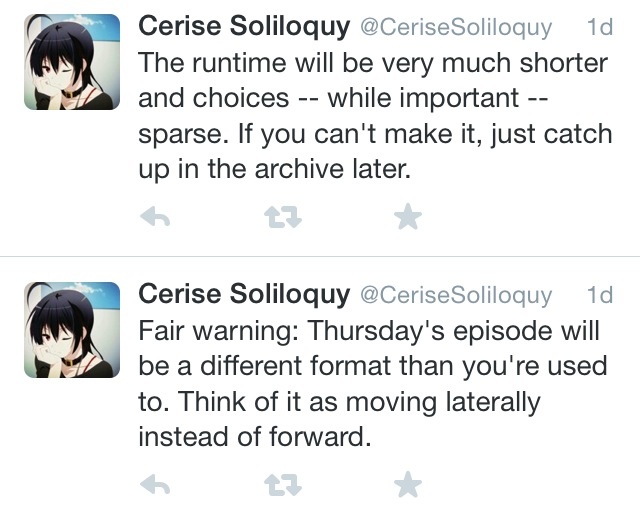 Cerise Soliloquy @CeriseSoliloquy 1d
The runtime will be very much shorter
and choices -- while important --
sparse. If you can't make it, just catch
up in the archive later.
Cerise Soliloquy @CeriseSoliloquy 1d
Fair warning: Thursday's episode will
be a different format than you're used
to. Think of it as moving laterally
instead of forward.